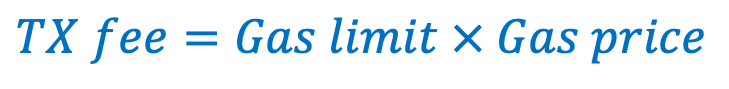 TX fee = Gas limit × Gas price